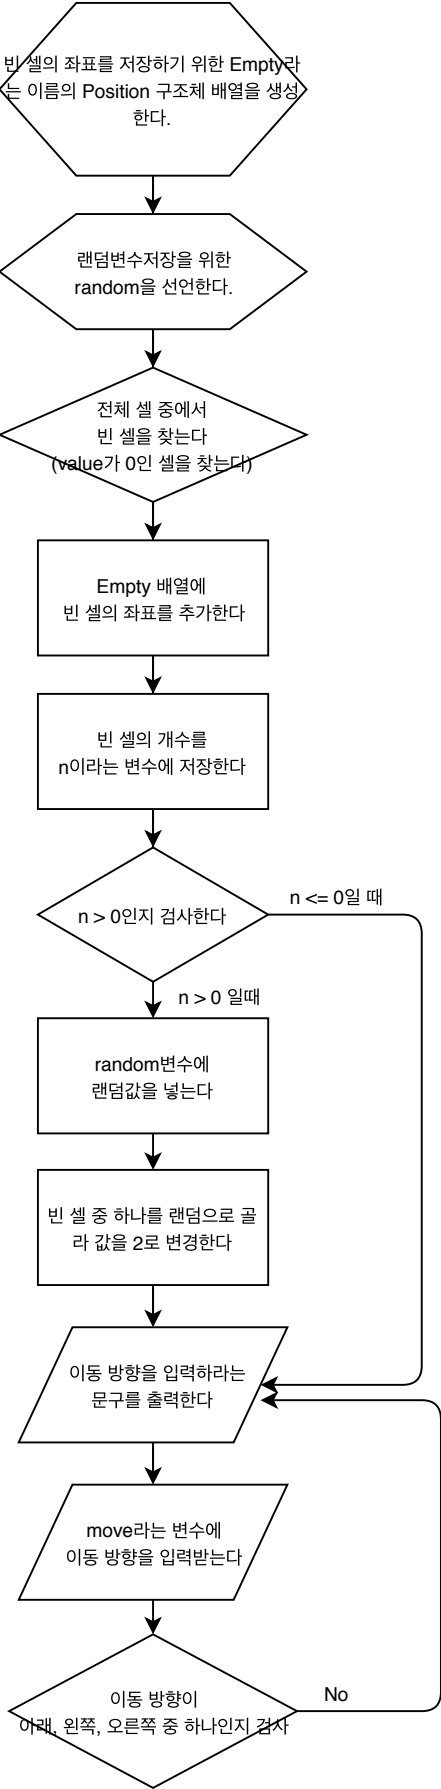 빈 셀의 좌표를 저장하기 위한 Empty라
는 이름의 Position 구조체 배열을 생성
한다.
랜덤변수저장을 위한
random을 선언한다.
전체 셀 중에서
빈 셀을 찾는다
(value가 0인 셀을 찾는다)
Empty 배열에
빈 셀의 좌표를 추가한다
빈 셀의 개수를
n이라는 변수에 저장한다
n > 0인지 검사한다
n <= 0일 때
n > 0 일때
random변수에
랜덤값을 넣는다
빈 셀 중 하나를 랜덤으로 골
라 값을 2로 변경한다
이동 방향을 입력하라는
문구를 출력한다
move라는 변수에
이동 방향을 입력받는다
이동 방향이
아래, 왼쪽, 오른쪽 중 하나인지 검사
No